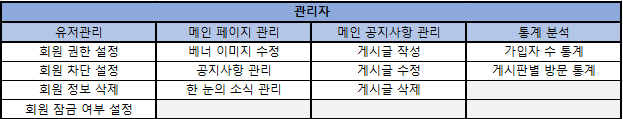 관리자
유저관리 메인 페이지 관리 메인 공지사항 관리 통계 분석
회원 권한 설정 베너 이미지 수정 게시글 작성 가입자 수 통계
회원 차단 설정 공지사항 관리 게시글 수정 게시판별 방문 통계
회원 정보 삭제 한 눈의 소식 관리 게시글 삭제
회원 잠금 여부 설정